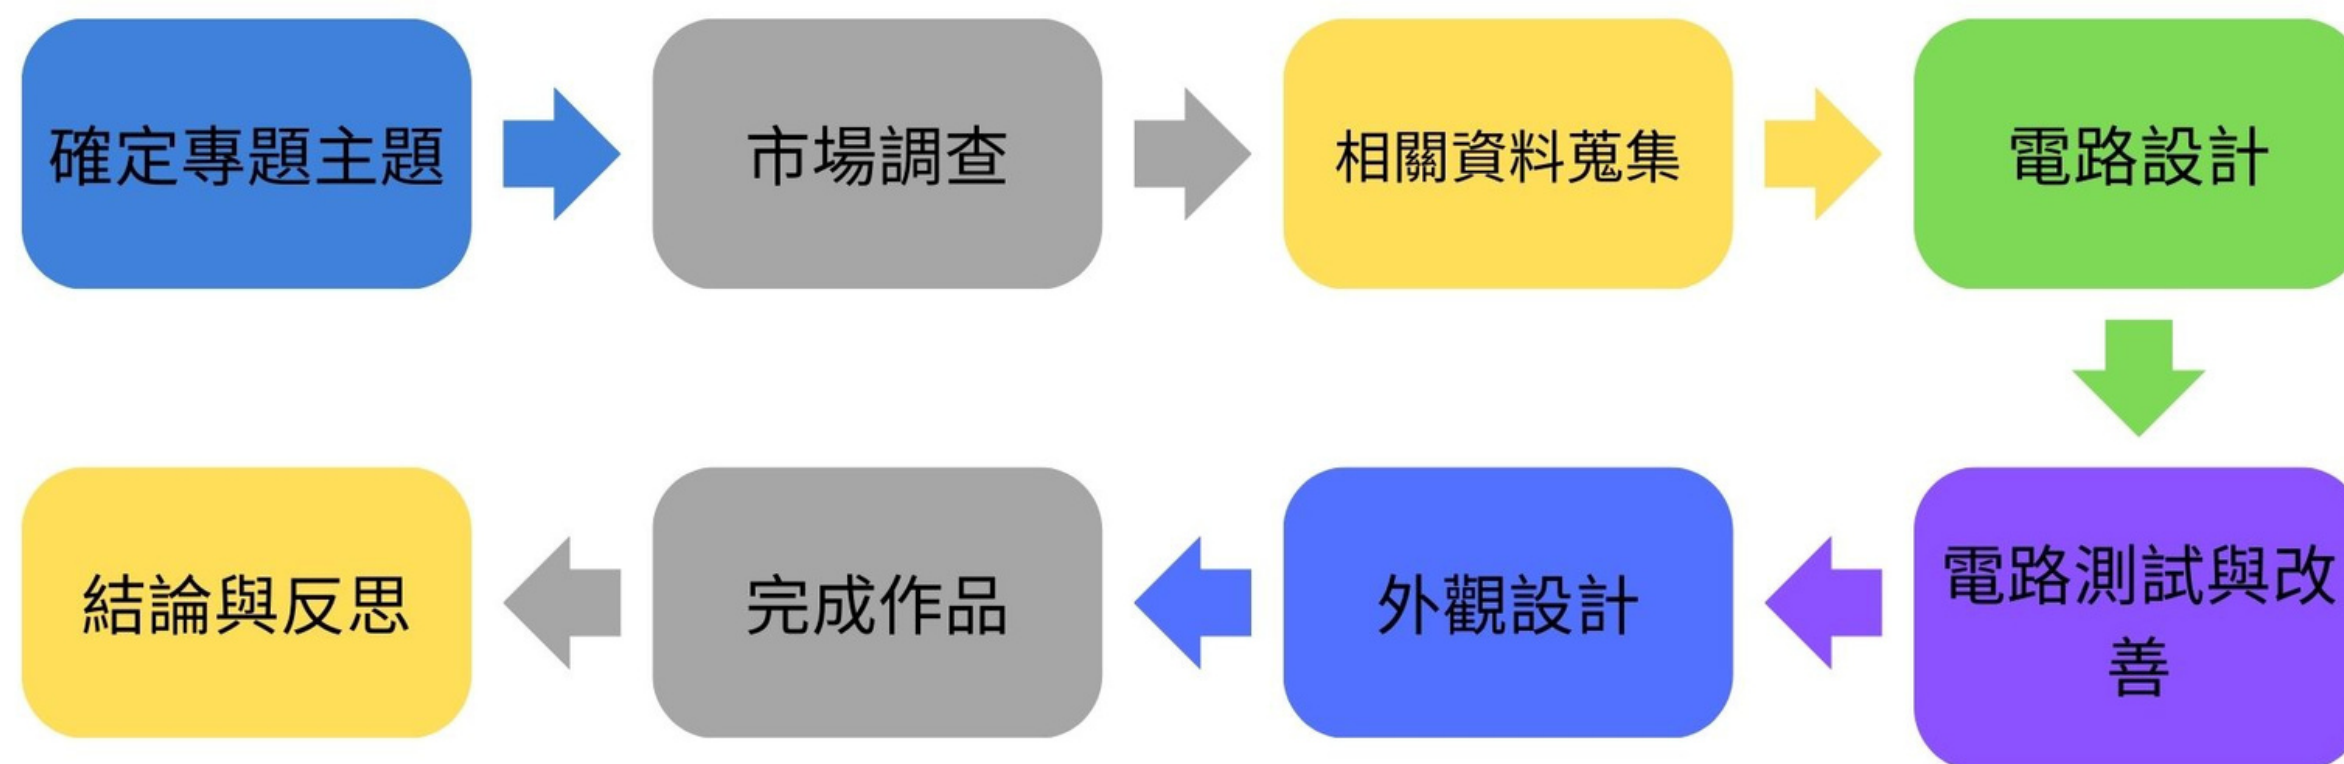 確定專題主題
市場調查
相關資料蒐集
電路設計
電路測試與改
善
外觀設計
完成作品
結論與反思